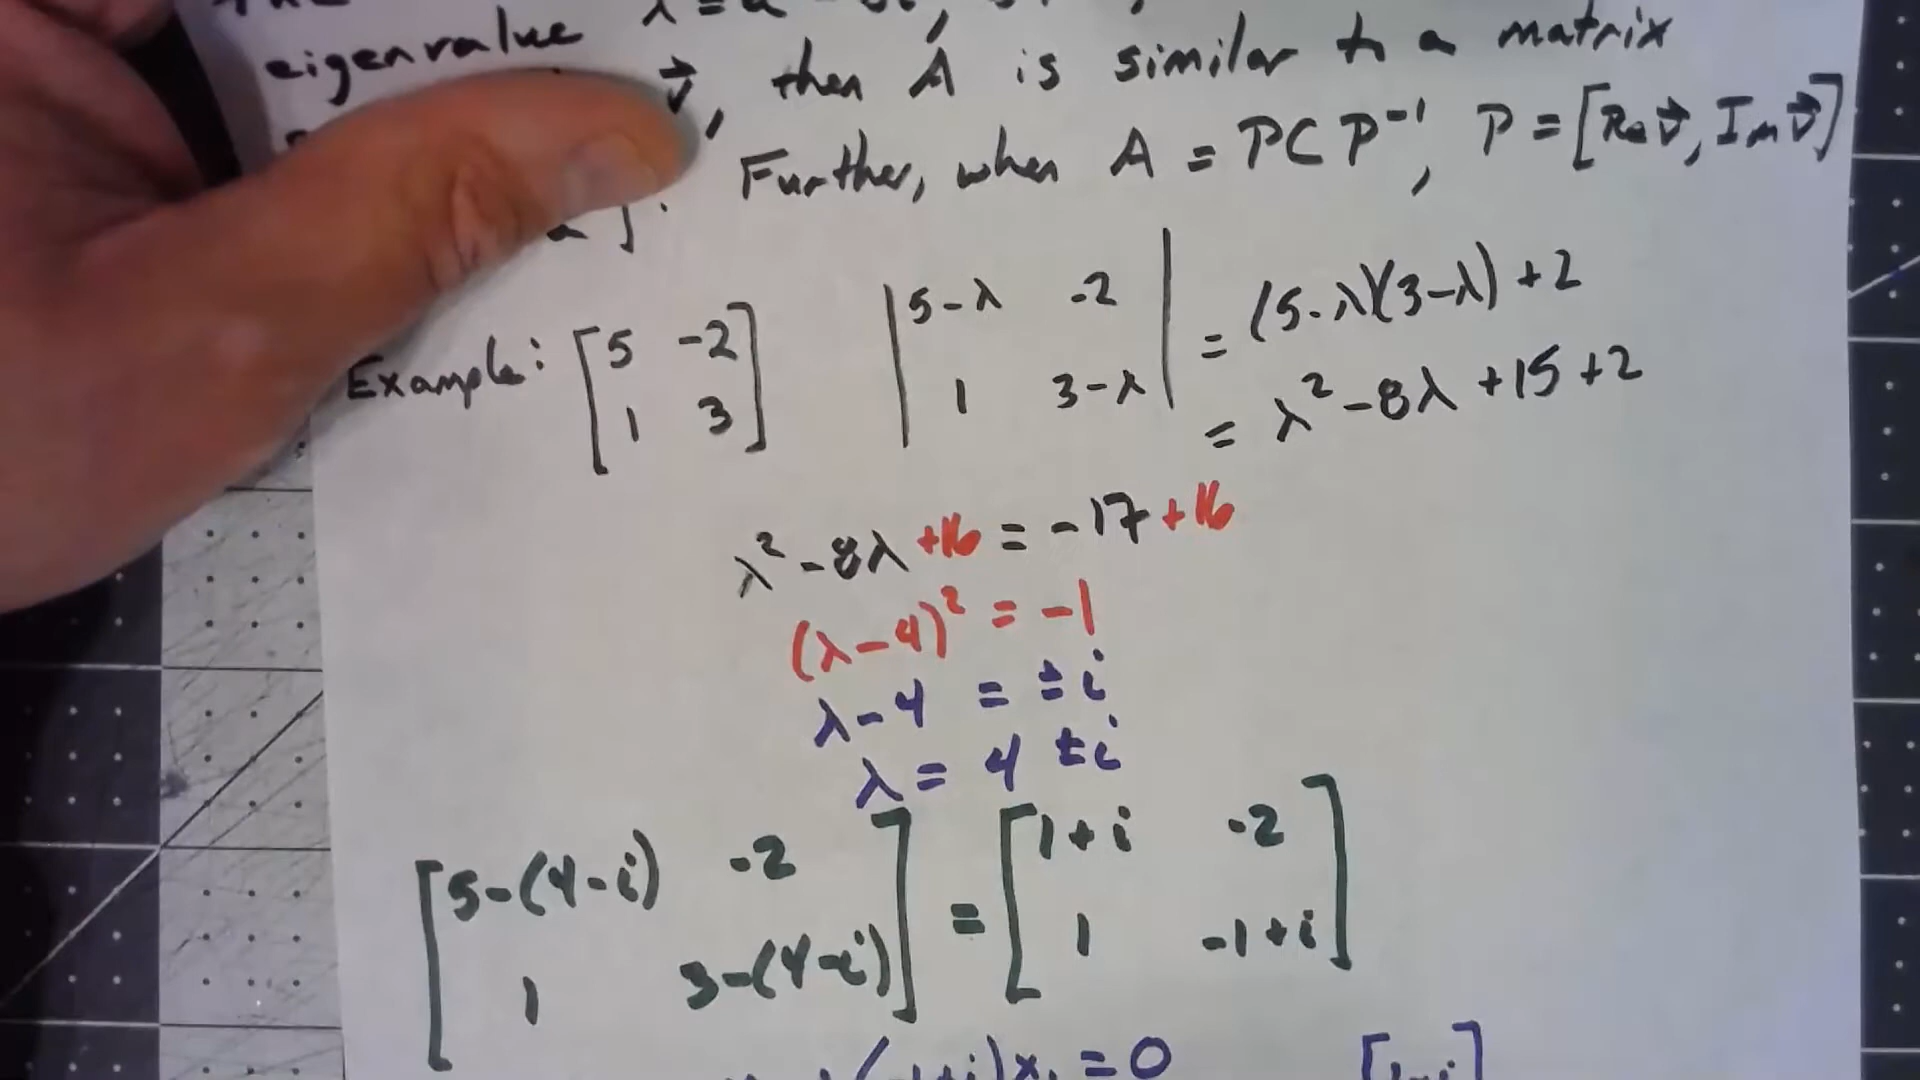 eigenvalue λ = a
v⃗, then A is similar to a matrix
Further, when A = PCP⁻¹, P = [Re v⃗, Im v⃗]
Example: [5 -2; 1 3] |5-λ -2; 1 3-λ| = (5-λ)(3-λ) + 2
= λ² - 8λ + 15 + 2
λ² - 8λ + 16 = -17 + 16
(λ - 4)² = -1
λ - 4 = ± i
λ = 4 ± i
[5-(4-i) -2; 1 3-(4-i)] = [1+i -2; 1 -1+i]
= 0